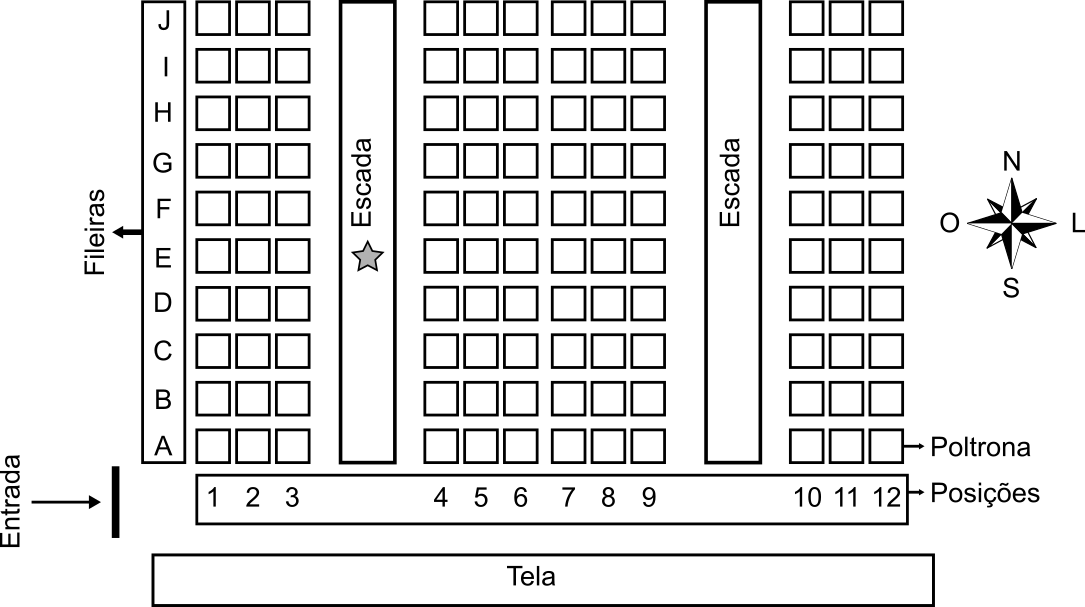 J
I
H
G
F
E
D
C
B
A
Fileiras
Escada
Escada
N
O L
S
Poltrona
Entrada
1 2 3 4 5 6 7 8 9 10 11 12
Posições
Tela